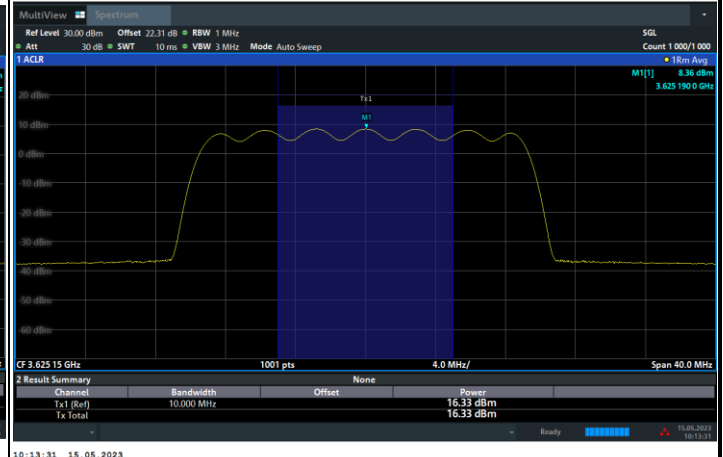 MultiView Spectrum
Ref Level 30.00 dBm Offset 22.31 dB RBW 1 MHz SGL
Att 30 dB SWT 10 ms VBW 3 MHz Mode Auto Sweep Count 1 000/1 000
1 ACLR 1Rm Avg
M1[1] 8.36 dBm
3.625 190 0 GHz
20 dBm
Tx1
M1
10 dBm
0 dBm
-10 dBm
-20 dBm
-30 dBm
-40 dBm
-50 dBm
-60 dBm
CF 3.625 15 GHz 1001 pts 4.0 MHz/ Span 40.0 MHz
2 Result Summary None
Channel Bandwidth Offset Power
Tx1 (Ref) 10.000 MHz 16.33 dBm
Tx Total 16.33 dBm
Ready 15.05.2023
10:13:31
10:13:31 15.05.2023